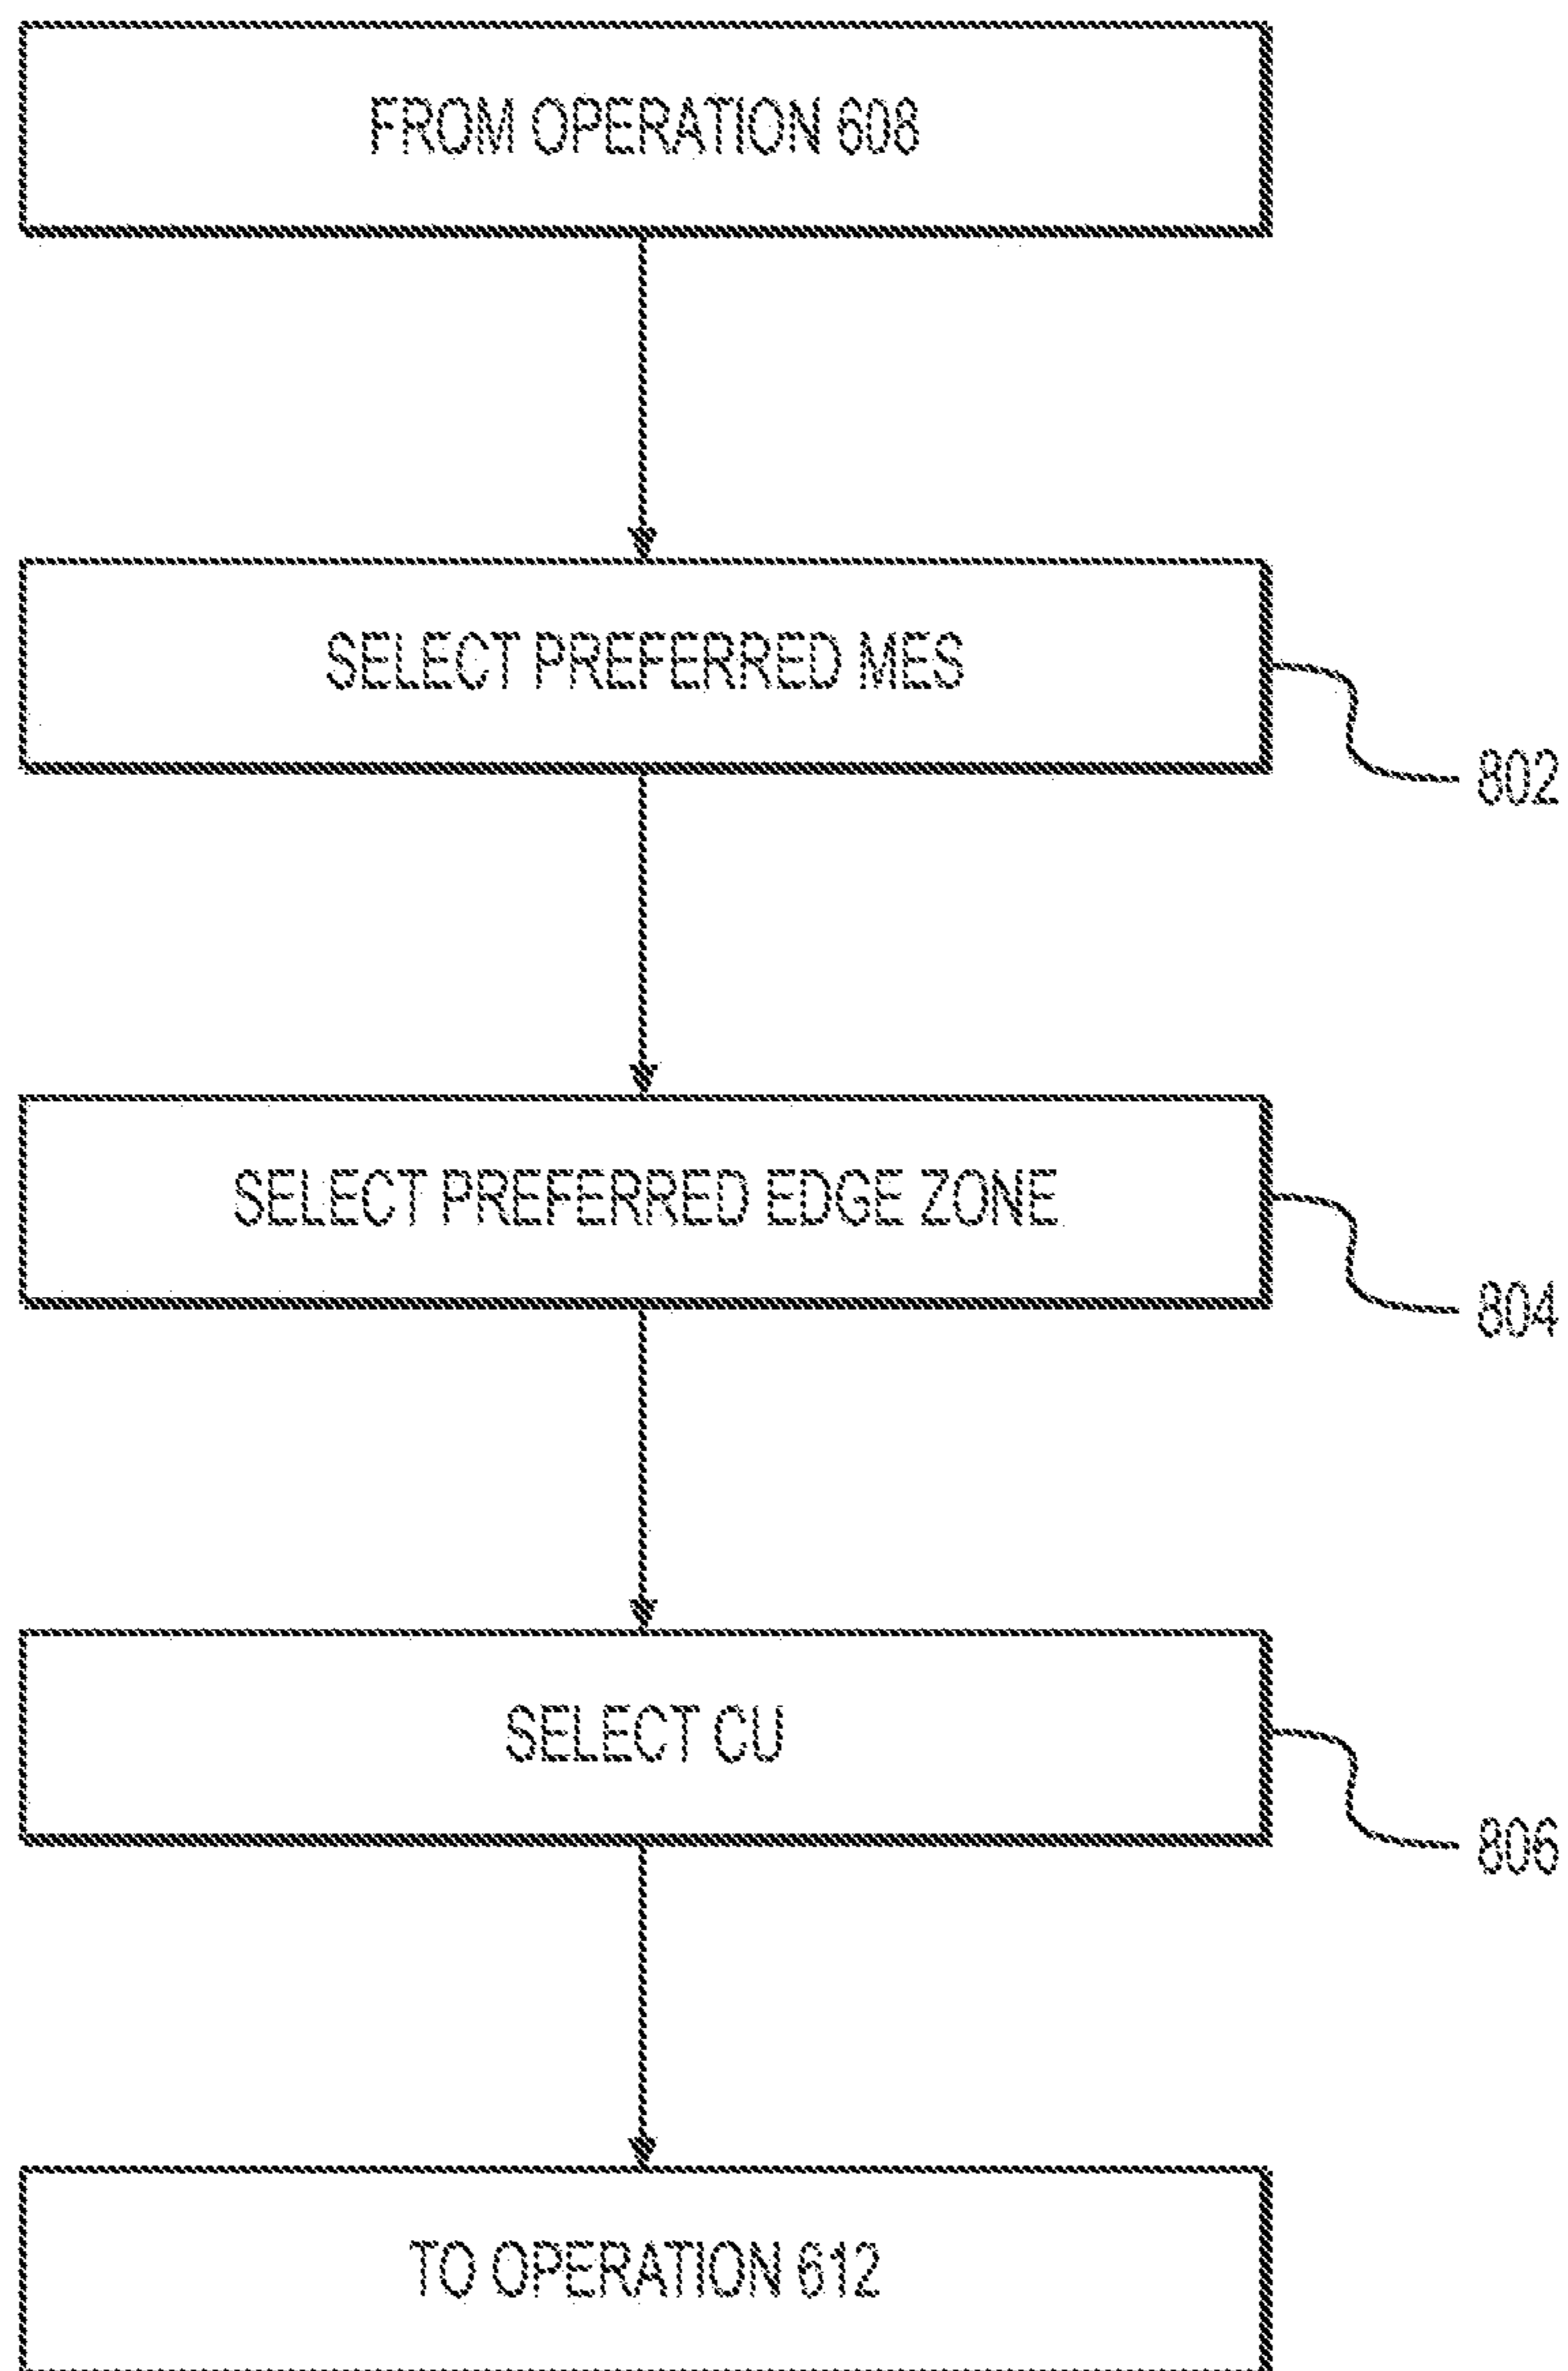 FROM OPERATION 608
SELECT PREFERRED MES
802
SELECT PREFERRED EDGE ZONE
804
SELECT CU
806
TO OPERATION 612